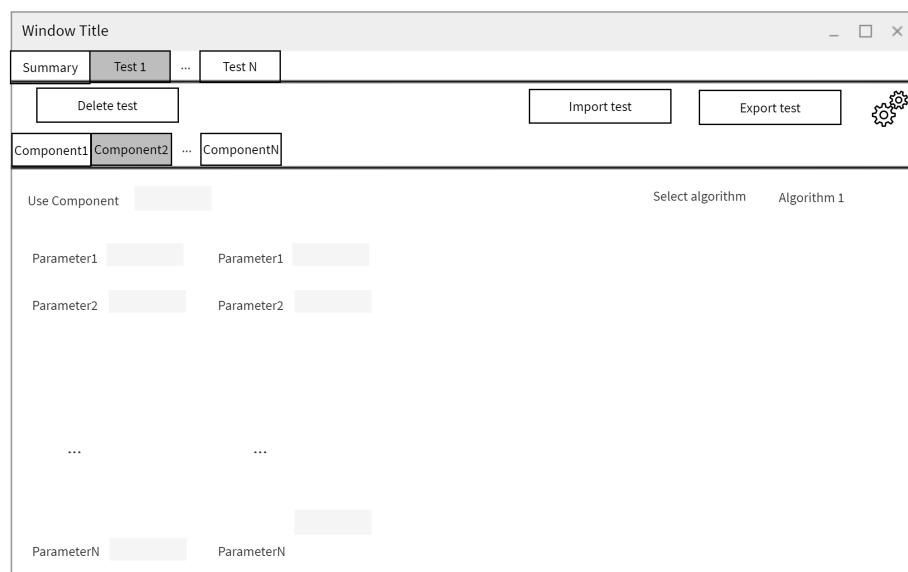 Window Title
Summary Test 1 ... Test N
Delete test Import test Export test
Component1 Component2 ... ComponentN
Use Component Select algorithm Algorithm 1
Parameter1 Parameter1
Parameter2 Parameter2
... ...
ParameterN ParameterN